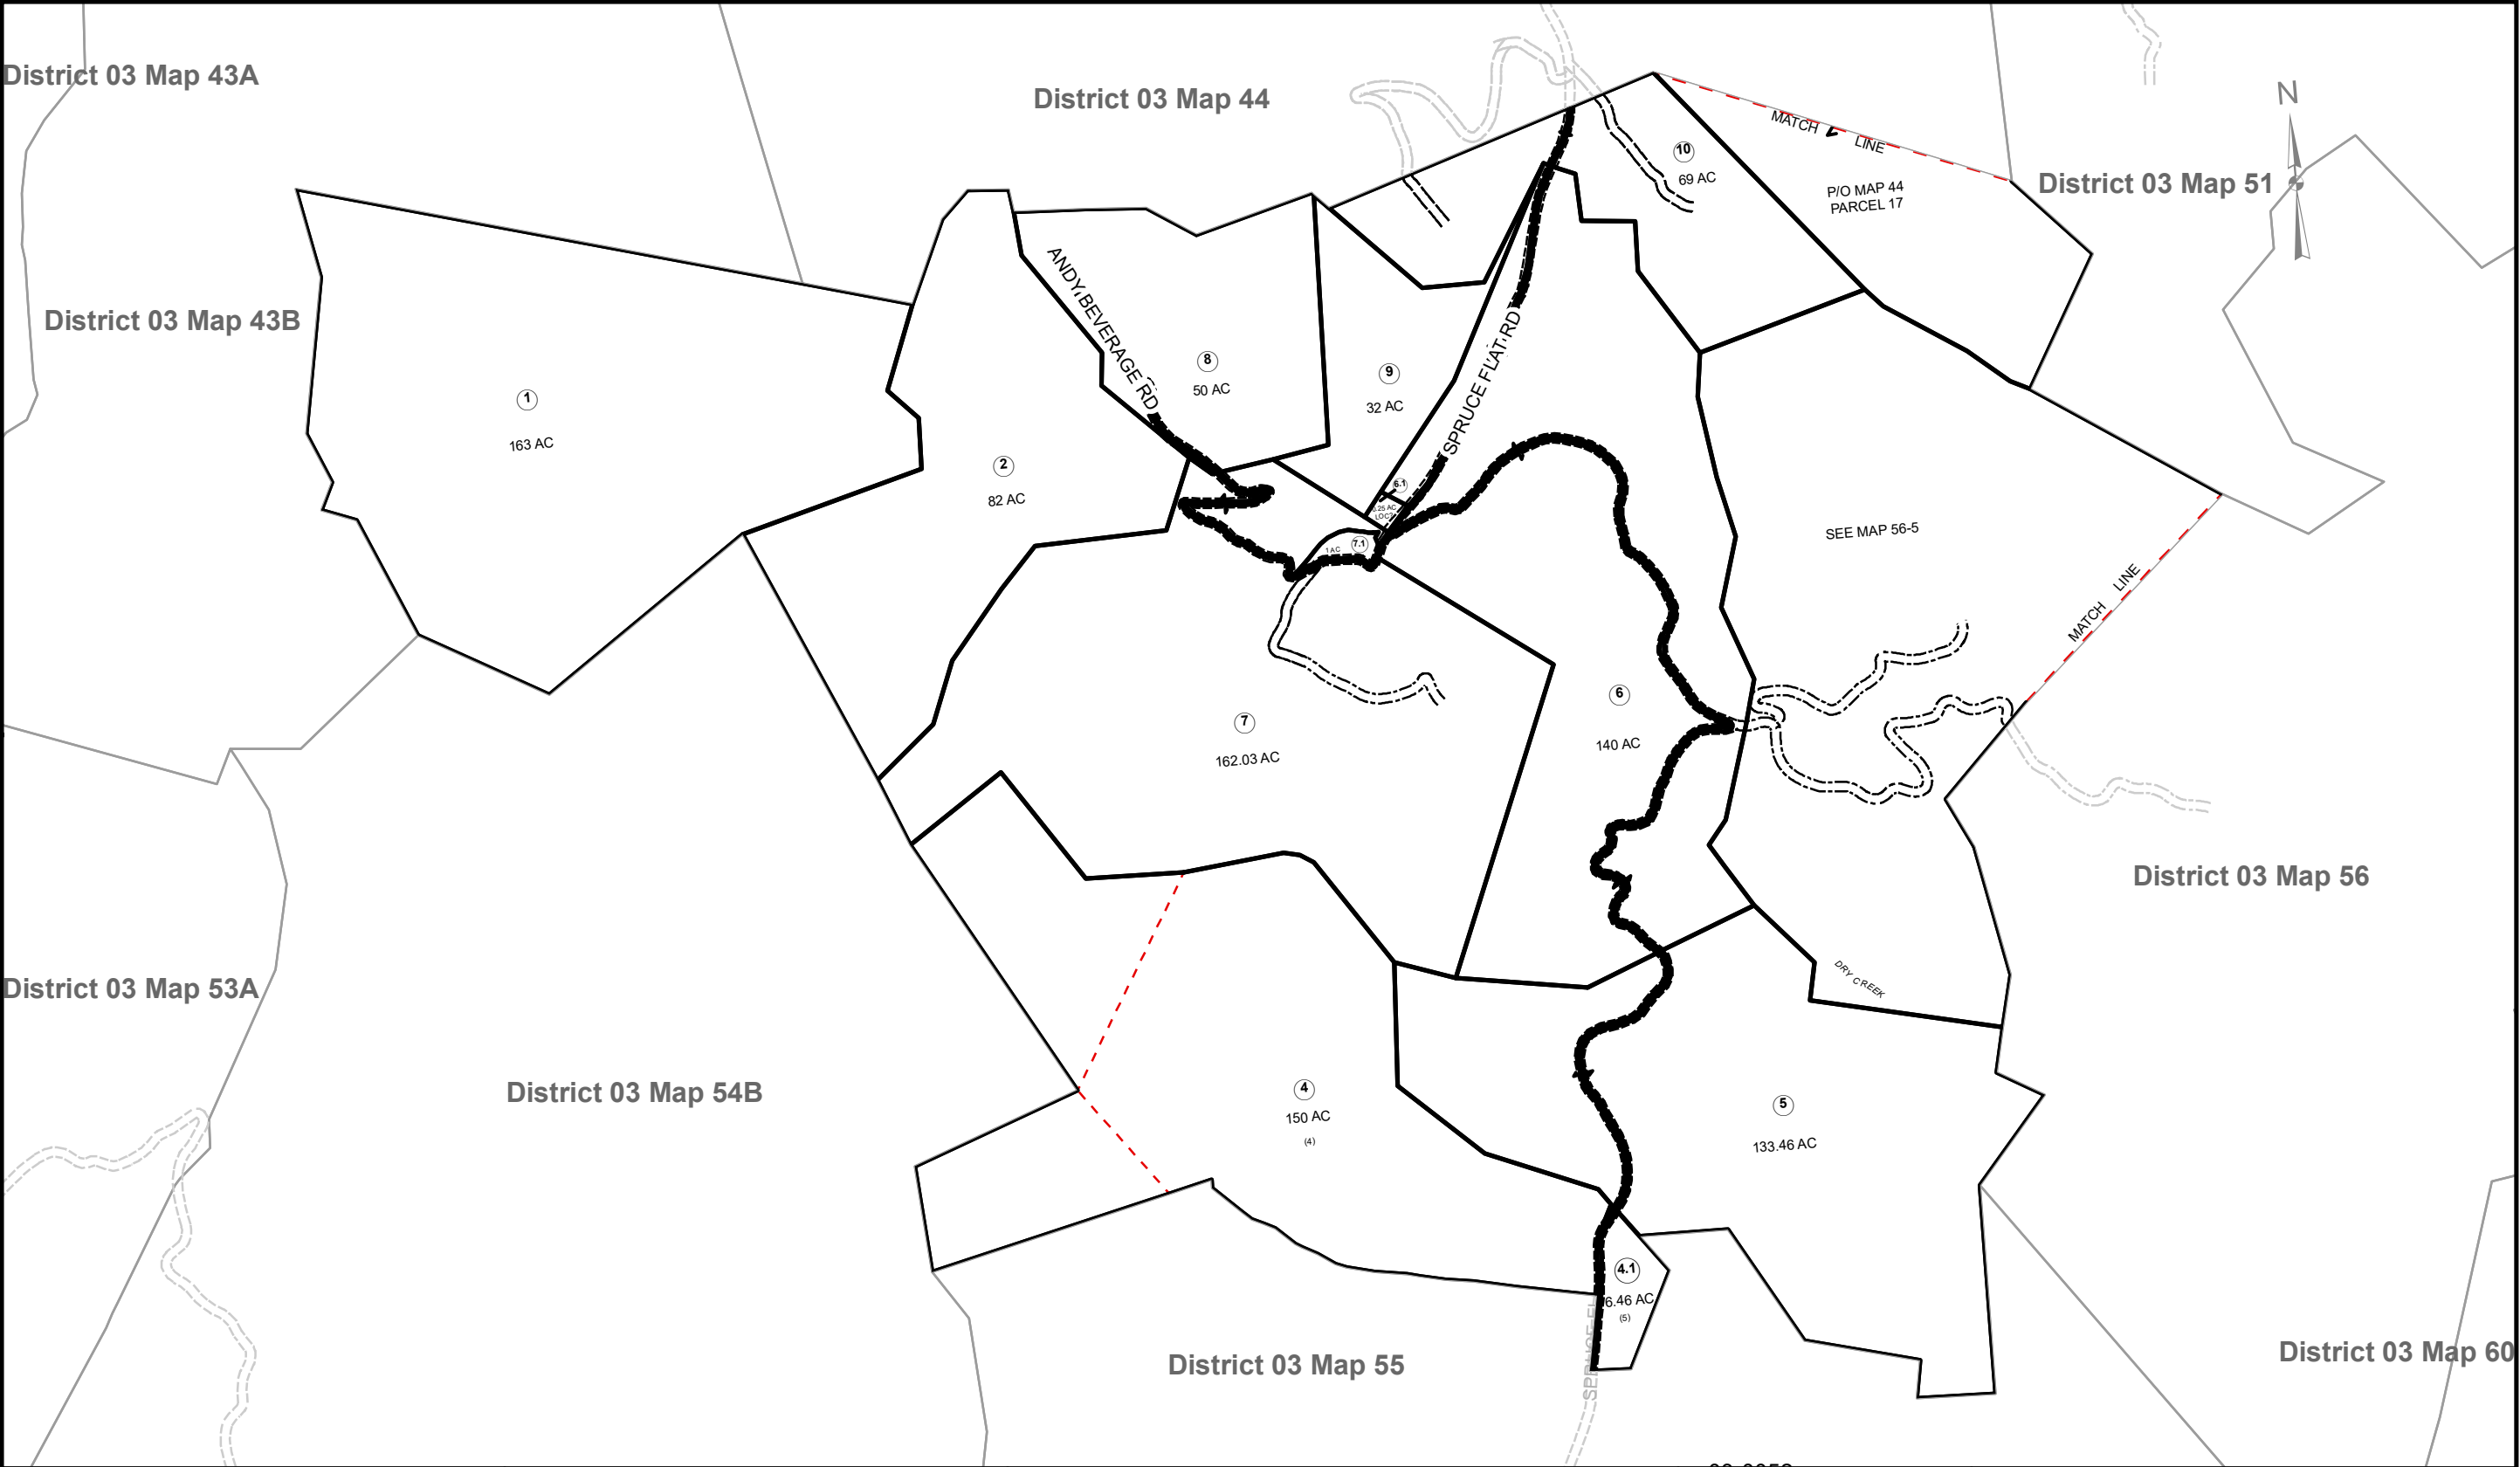 District 03 Map 43A
District 03 Map 44
N
MATCH
LINE
10
69 AC
P/O MAP 44
PARCEL 17
District 03 Map 51
ANDY BEVERAGE RD
District 03 Map 43B
SPRUCE FLAT RD
8
50 AC
9
32 AC
1
163 AC
2
82 AC
6.1
7.1
1 AC
SEE MAP 56-5
MATCH
LINE
6
140 AC
7
162.03 AC
District 03 Map 56
DRY CREEK
District 03 Map 53A
District 03 Map 54B
4
150 AC
(4)
5
133.46 AC
4.1
6.46 AC
(5)
District 03 Map 55
District 03 Map 60